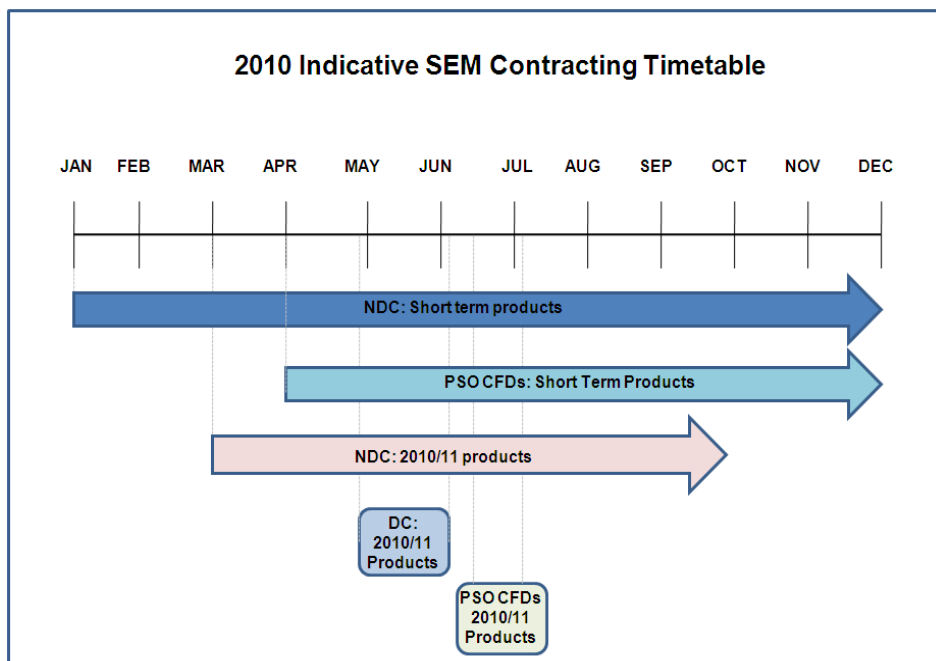 2010 Indicative SEM Contracting Timetable
JAN FEB MAR APR MAY JUN JUL AUG SEP OCT NOV DEC
NDC: Short term products
PSO CFDs: Short Term Products
NDC: 2010/11 products
DC:
2010/11
Products
PSO CFDs
2010/11
Products